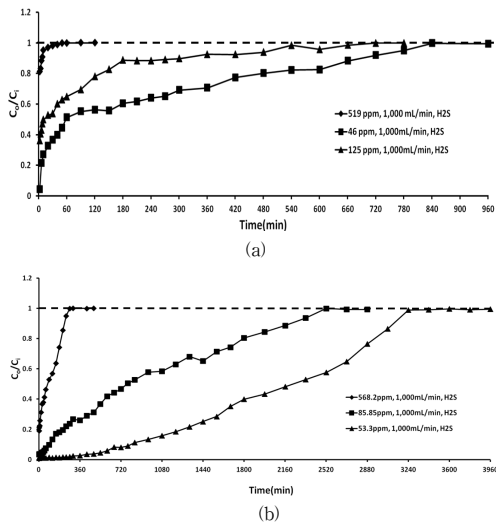 1.2
1
0.8
0.6
0.4
0.2
0
Co/Ci
519 ppm, 1,000 mL/min, H2S
46 ppm, 1,000mL/min, H2S
125 ppm, 1,000mL/min, H2S
0 60 120 180 240 300 360 420 480 540 600 660 720 780 840 900 960
Time(min)
(a)
1.2
1
0.8
0.6
0.4
0.2
0
Co/Ci
568.2ppm, 1,000mL/min, H2S
85.85ppm, 1,000mL/min, H2S
53.3ppm, 1,000mL/min, H2S
0 360 720 1080 1440 1800 2160 2520 2880 3240 3600 3960
Time(min)
(b)